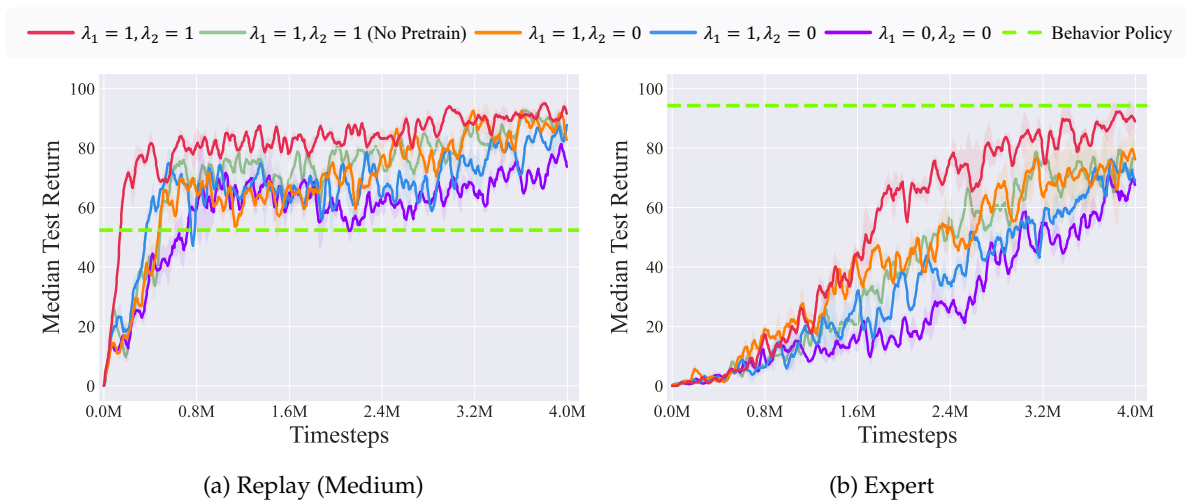 λ₁ = 1, λ₂ = 1 λ₁ = 1, λ₂ = 1 (No Pretrain) λ₁ = 1, λ₂ = 0 λ₁ = 1, λ₂ = 0 λ₁ = 0, λ₂ = 0 Behavior Policy
Median Test Return
100
80
60
40
20
0
0.0M 0.8M 1.6M 2.4M 3.2M 4.0M
Timesteps
(a) Replay (Medium)
Median Test Return
100
80
60
40
20
0
0.0M 0.8M 1.6M 2.4M 3.2M 4.0M
Timesteps
(b) Expert